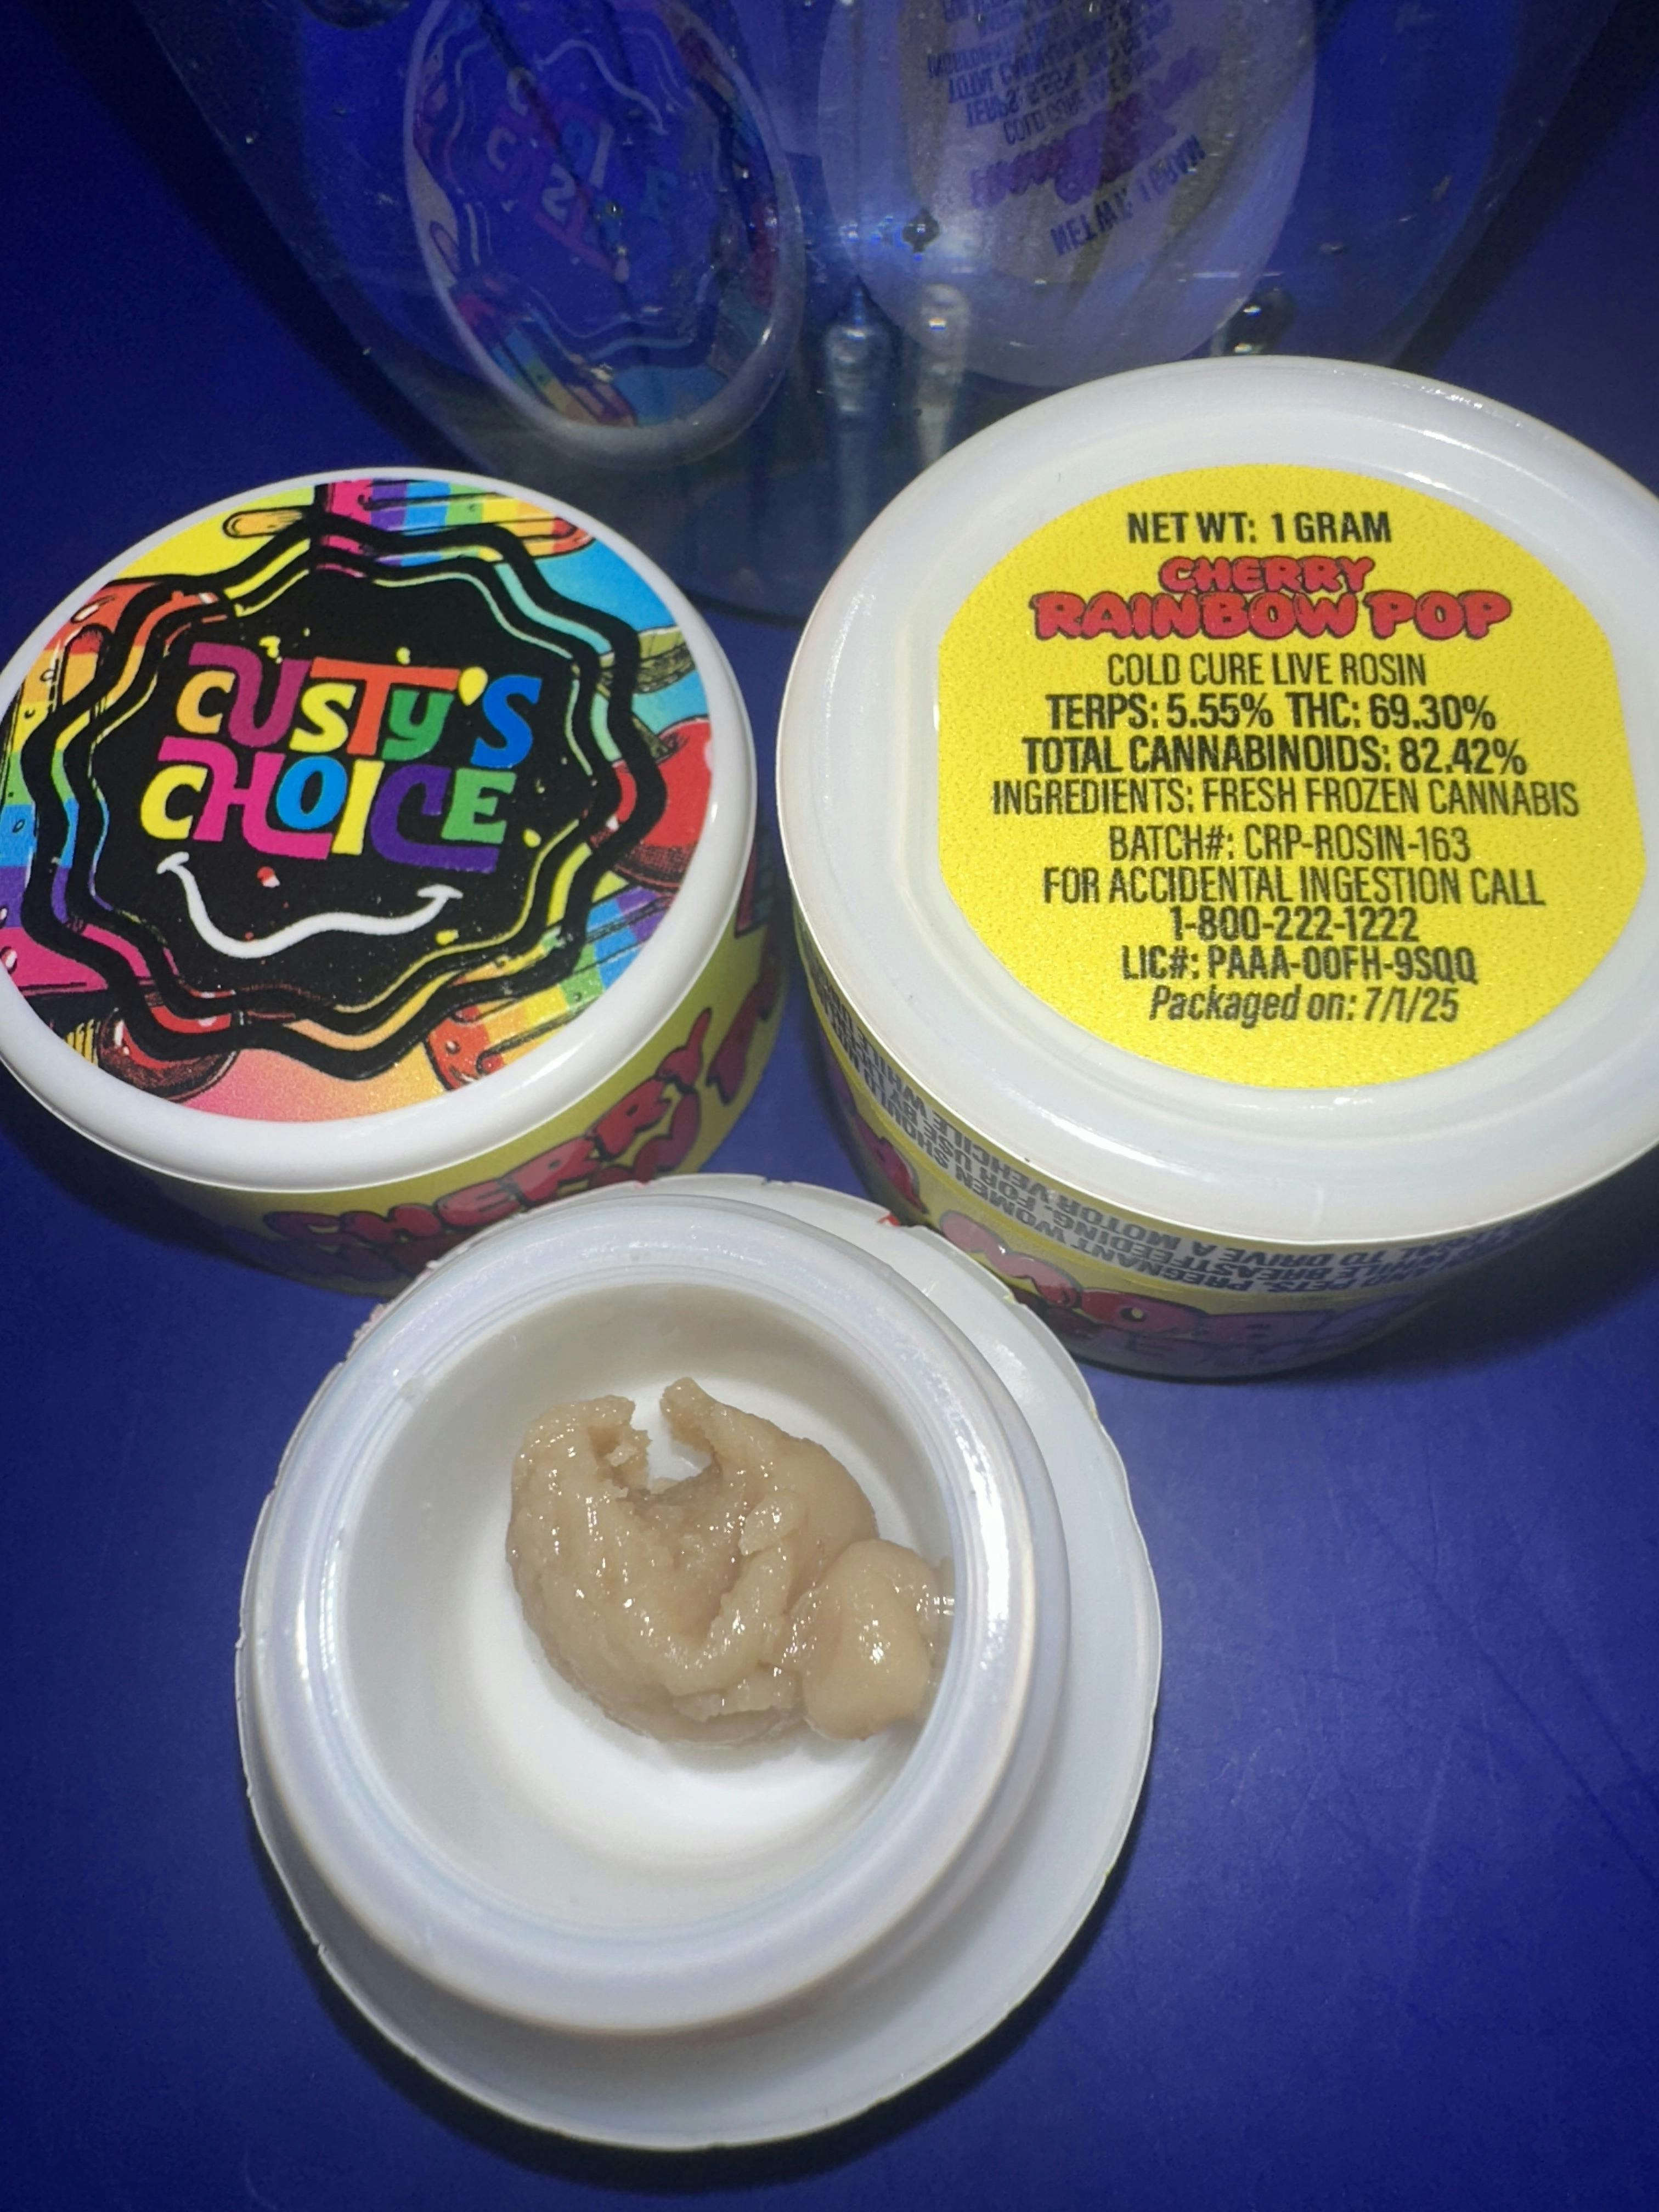 CUSTY'S
CHOICE
NET WT: 1 GRAM
CHERRY
RAINBOW POP
COLD CURE LIVE ROSIN
TERPS: 5.55% THC: 69.30%
TOTAL CANNABINOIDS: 82.42%
INGREDIENTS: FRESH FROZEN CANNABIS
BATCH#: CRP-ROSIN-163
FOR ACCIDENTAL INGESTION CALL
1-800-222-1222
LIC#: PAAA-00FH-9SQQ
Packaged on: 7/1/25
CHERRY